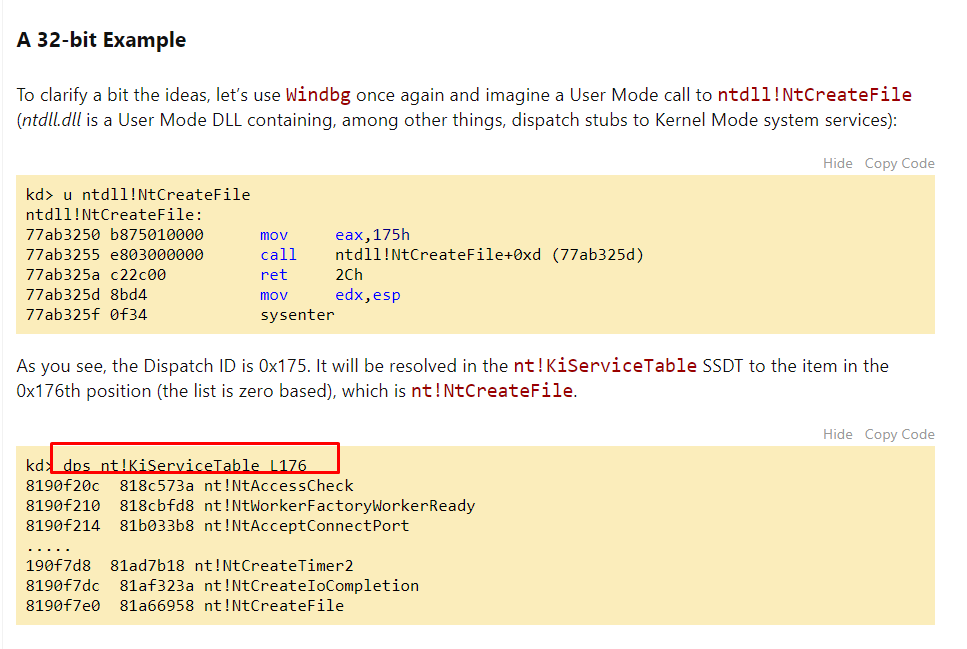 A 32-bit Example
To clarify a bit the ideas, let's use Windbg once again and imagine a User Mode call to ntdll!NtCreateFile
(ntdll.dll is a User Mode DLL containing, among other things, dispatch stubs to Kernel Mode system services):
Hide Copy Code
kd> u ntdll!NtCreateFile
ntdll!NtCreateFile:
77ab3250 b875010000 mov eax,175h
77ab3255 e803000000 call ntdll!NtCreateFile+0xd (77ab325d)
77ab325a c22c00 ret 2Ch
77ab325d 8bd4 mov edx,esp
77ab325f 0f34 sysenter
As you see, the Dispatch ID is 0x175. It will be resolved in the nt!KiServiceTable SSDT to the item in the
0x176th position (the list is zero based), which is nt!NtCreateFile.
Hide Copy Code
kd> dps nt!KiServiceTable L176
8190f20c 818c573a nt!NtAccessCheck
8190f210 818cbfd8 nt!NtWorkerFactoryWorkerReady
8190f214 81b033b8 nt!NtAcceptConnectPort
.....
190f7d8 81ad7b18 nt!NtCreateTimer2
8190f7dc 81af323a nt!NtCreateIoCompletion
8190f7e0 81a66958 nt!NtCreateFile